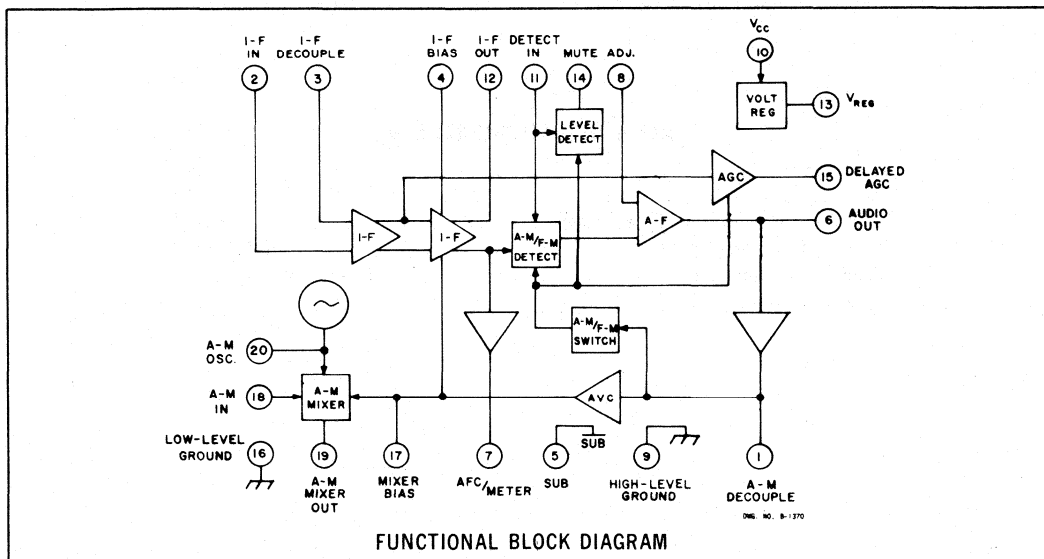 I-F
IN
2
I-F
DECOUPLE
3
I-F
BIAS
4
I-F
OUT
12
DETECT
IN
11
MUTE
14
ADJ.
8
VCC
10
VOLT
REG
13
VREG
LEVEL
DETECT
AGC
15
DELAYED
AGC
I-F
I-F
A-M/F-M
DETECT
A-F
6
AUDIO
OUT
A-M
OSC.
20
A-M/F-M
SWITCH
A-M
IN
18
A-M
MIXER
AVC
LOW-LEVEL
GROUND
16
19
A-M
MIXER
OUT
17
MIXER
BIAS
7
AFC/METER
5
SUB
SUB
9
HIGH-LEVEL
GROUND
1
A-M
DECOUPLE
DWG. NO. B-1370
FUNCTIONAL BLOCK DIAGRAM